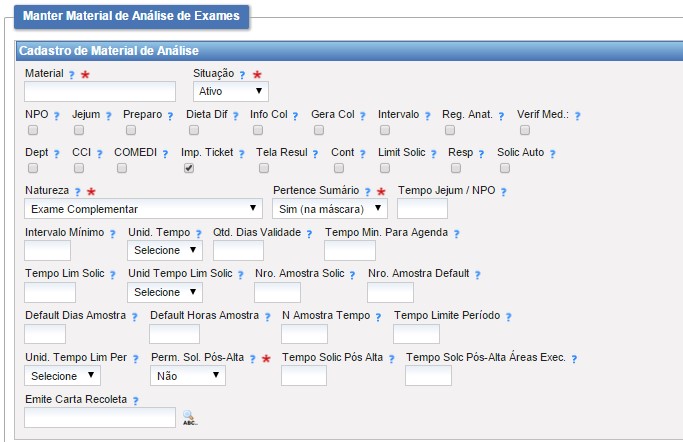 Manter Material de Análise de Exames
Cadastro de Material de Análise
Material ? * Situação ? *
Ativo
NPO ? Jejum ? Preparo ? Dieta Dif ? Info Col ? Gera Col ? Intervalo ? Reg. Anat. ? Verif Med.: ?
Dept ? CCI ? COMEDI ? Imp. Ticket ? Tela Resul ? Cont ? Limit Solic ? Resp ? Solic Auto ?
Natureza ? * Pertence Sumário ? * Tempo Jejum / NPO ?
Exame Complementar Sim (na máscara)
Intervalo Mínimo ? Unid. Tempo ? Qtd. Dias Validade ? Tempo Min. Para Agenda ?
Selecione
Tempo Lim Solic ? Unid Tempo Lim Solic ? Nro. Amostra Solic ? Nro. Amostra Default ?
Selecione
Default Dias Amostra ? Default Horas Amostra ? N Amostra Tempo ? Tempo Limite Período ?
Unid. Tempo Lim Per ? Perm. Sol. Pós-Alta ? * Tempo Solic Pós Alta ? Tempo Solc Pós-Alta Áreas Exec. ?
Selecione Não
Emite Carta Recoleta ?
ABC..